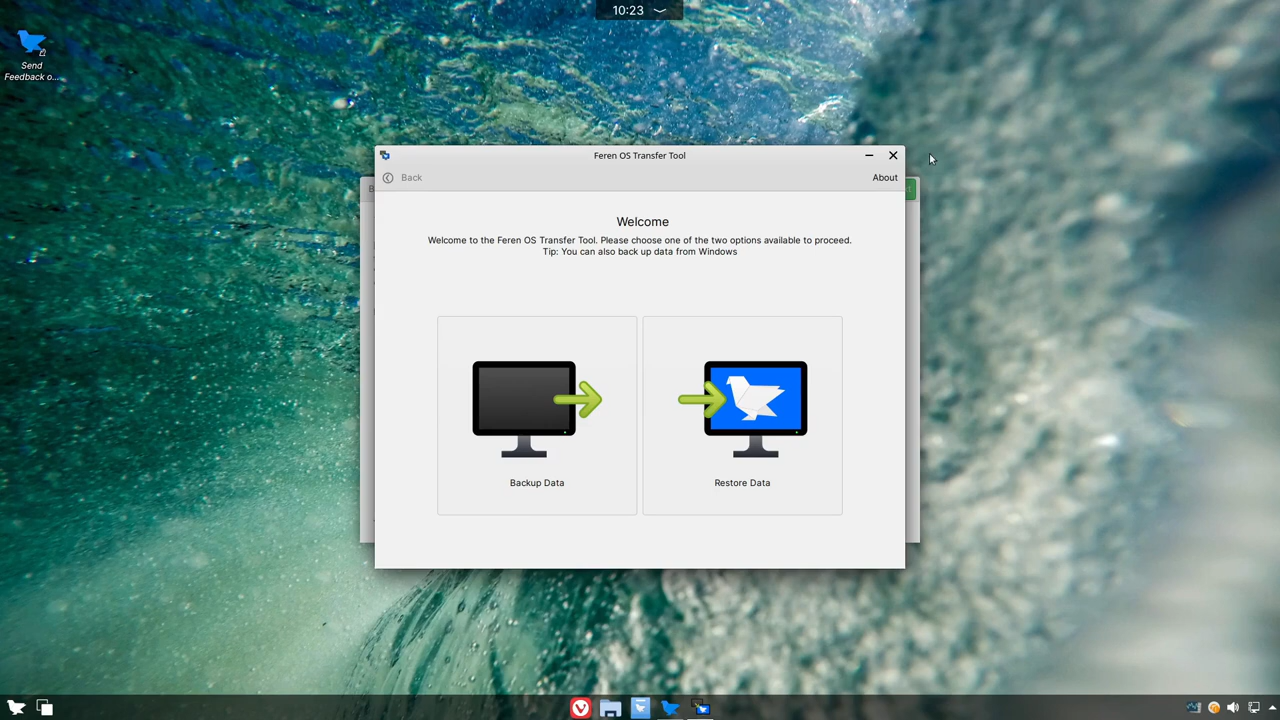 10:23
Send
Feedback o...
Feren OS Transfer Tool
Back
About
Welcome
Welcome to the Feren OS Transfer Tool. Please choose one of the two options available to proceed.
Tip: You can also back up data from Windows
Backup Data
Restore Data